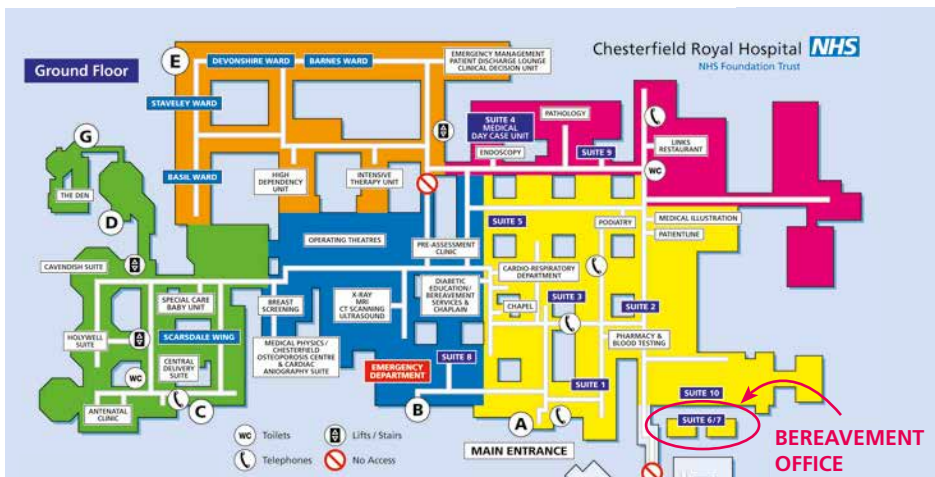 Ground Floor
Chesterfield Royal Hospital NHS
NHS Foundation Trust
E
DEVONSHIRE WARD
BARNES WARD
EMERGENCY MANAGEMENT
PATIENT DISCHARGE LOUNGE
CLINICAL DECISION UNIT
STAVELEY WARD
SUITE 4
MEDICAL
DAY CASE UNIT
PATHOLOGY
G
ENDOSCOPY
SUITE 9
LINKS
RESTAURANT
WC
BASIL WARD
HIGH
DEPENDENCY
UNIT
INTENSIVE
THERAPY UNIT
THE DEN
D
SUITE 5
PODIATRY
MEDICAL ILLUSTRATION
PATIENTLINE
OPERATING THEATRES
PRE-ASSESSMENT
CLINIC
CAVENDISH SUITE
CARDIO-RESPIRATORY
DEPARTMENT
SPECIAL CARE
BABY UNIT
BREAST
SCREENING
X-RAY
MRI
CT SCANNING
ULTRASOUND
DIABETIC
EDUCATION/
BEREAVEMENT
SERVICES &
CHAPLAIN
CHAPEL
SUITE 3
SUITE 2
HOLYWELL
SUITE
SCARSDALE WING
MEDICAL PHYSICS /
CHESTERFIELD
OSTEOPOROSIS CENTRE
& CARDIAC
ANIOGRAPHY SUITE
PHARMACY &
BLOOD TESTING
CENTRAL
DELIVERY
SUITE
WC
EMERGENCY
DEPARTMENT
SUITE 8
SUITE 1
SUITE 10
ANTENATAL
CLINIC
C
B
A
SUITE 6/7
WC Toilets
Lifts / Stairs
MAIN ENTRANCE
BEREAVEMENT
OFFICE
Telephones
No Access